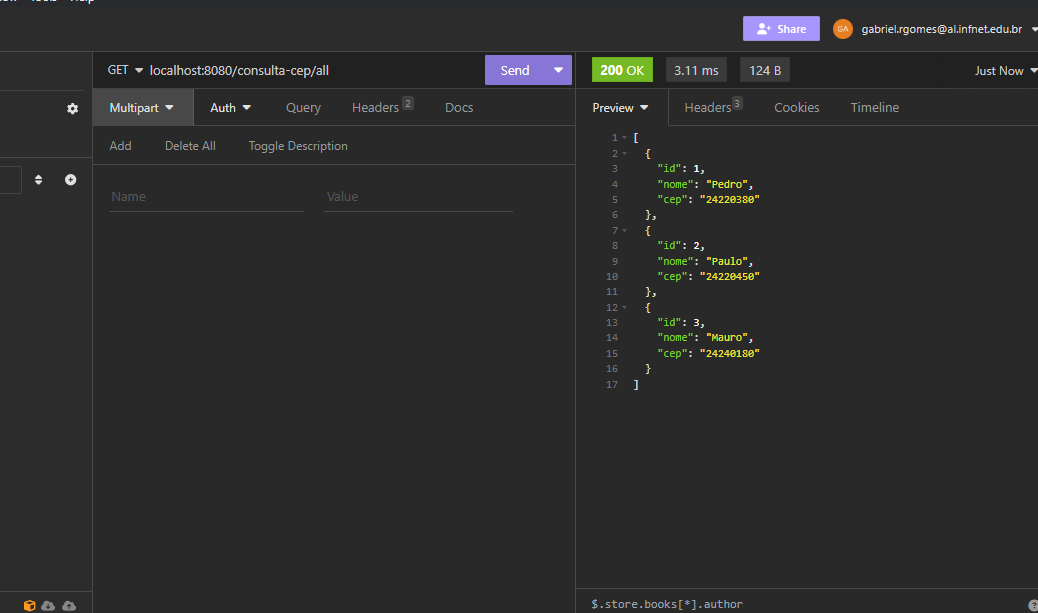 Tools Help
Share GA gabriel.rgomes@al.infnet.edu.br
GET localhost:8080/consulta-cep/all Send 200 OK 3.11 ms 124 B Just Now
Multipart Auth Query Headers 2 Docs Preview Headers 3 Cookies Timeline
Add Delete All Toggle Description
Name Value
1 [
2 {
3 "id": 1,
4 "nome": "Pedro",
5 "cep": "24220380"
6 },
7 {
8 "id": 2,
9 "nome": "Paulo",
10 "cep": "24220450"
11 },
12 {
13 "id": 3,
14 "nome": "Mauro",
15 "cep": "24240180"
16 }
17 ]
$.store.books[*].author